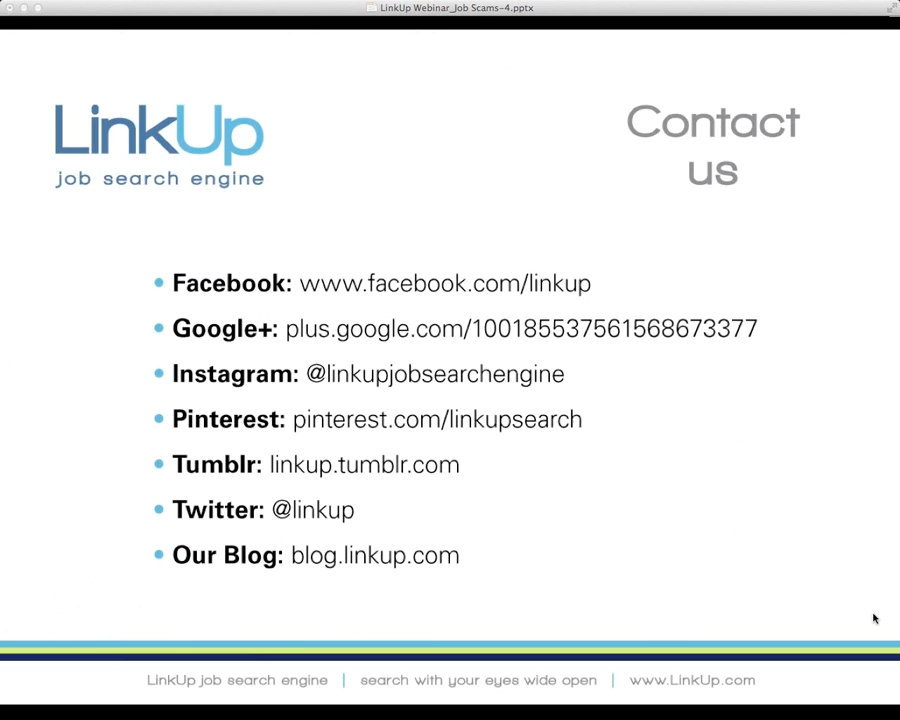 LinkUp Webinar_Job Scams-4.pptx
LinkUp
job search engine
Contact
us
• Facebook: www.facebook.com/linkup
• Google+: plus.google.com/100185537561568673377
• Instagram: @linkupjobsearchengine
• Pinterest: pinterest.com/linkupsearch
• Tumblr: linkup.tumblr.com
• Twitter: @linkup
• Our Blog: blog.linkup.com
LinkUp job search engine | search with your eyes wide open | www.LinkUp.com